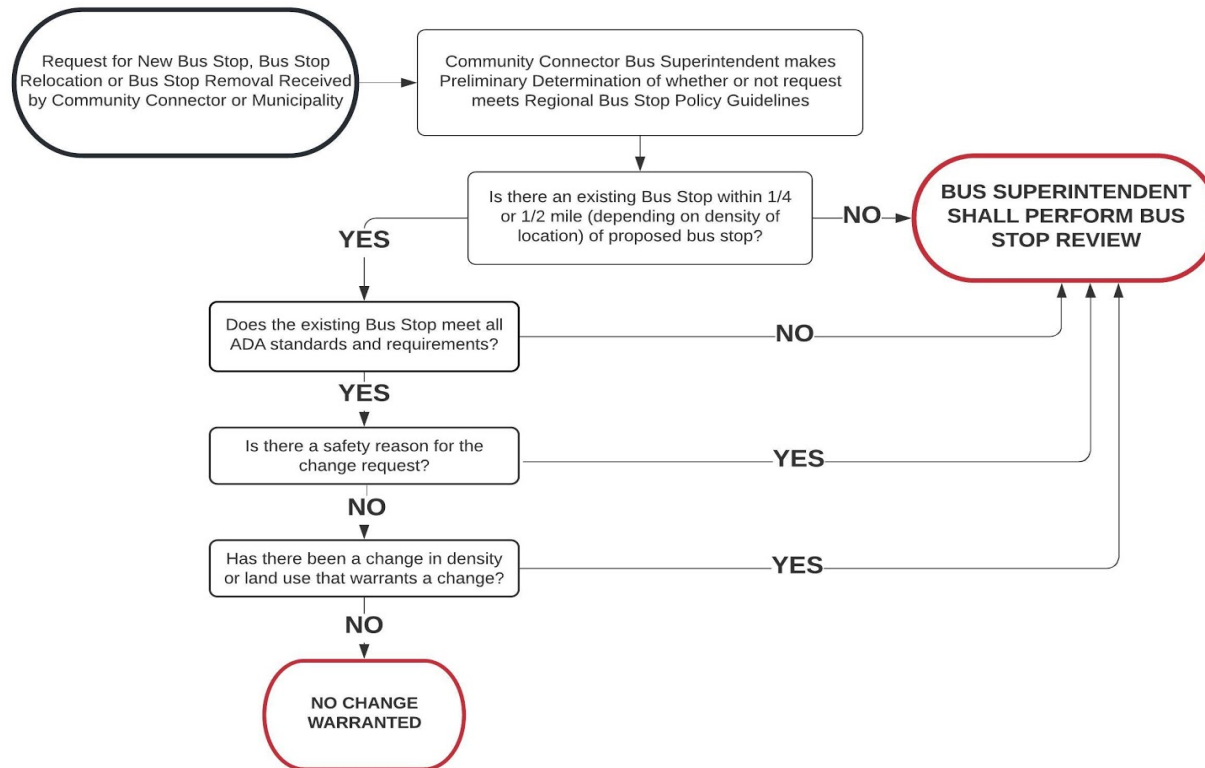 Request for New Bus Stop, Bus Stop
Relocation or Bus Stop Removal Received
by Community Connector or Municipality
Community Connector Bus Superintendent makes
Preliminary Determination of whether or not request
meets Regional Bus Stop Policy Guidelines
Is there an existing Bus Stop within 1/4
or 1/2 mile (depending on density of
location) of proposed bus stop?
NO
BUS SUPERINTENDENT
SHALL PERFORM BUS
STOP REVIEW
YES
Does the existing Bus Stop meet all
ADA standards and requirements?
NO
YES
Is there a safety reason for the
change request?
YES
NO
Has there been a change in density
or land use that warrants a change?
YES
NO
NO CHANGE
WARRANTED